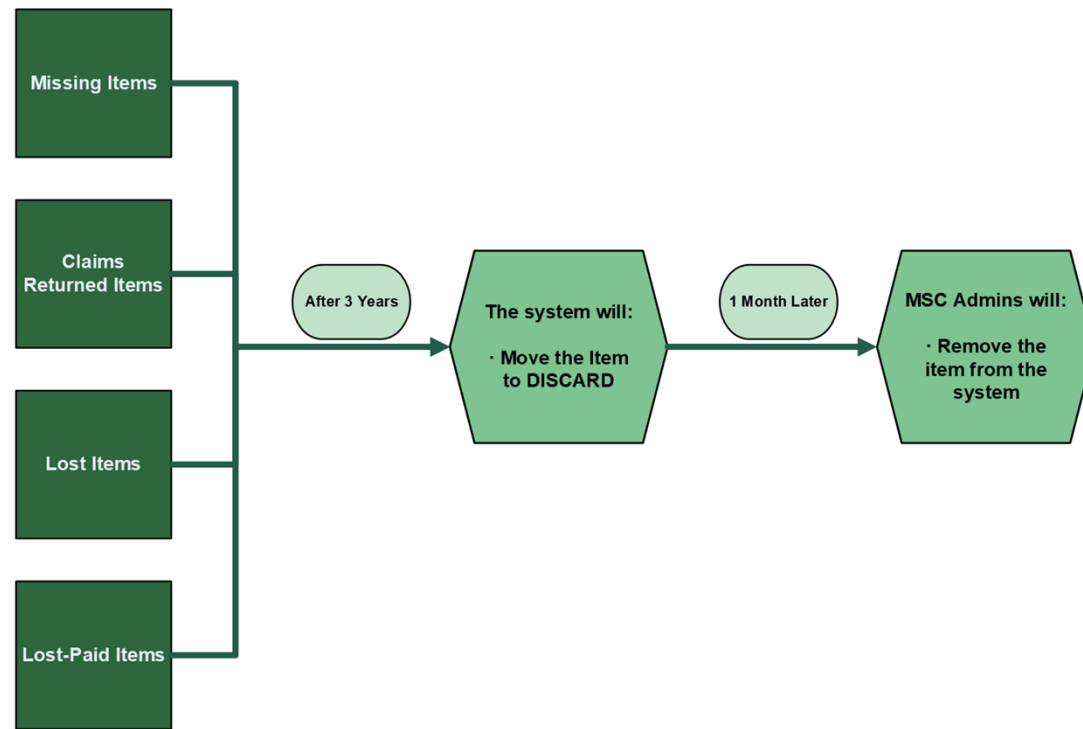 Missing Items
Claims
Returned Items
Lost Items
Lost-Paid Items
After 3 Years
The system will:
· Move the Item
to DISCARD
1 Month Later
MSC Admins will:
· Remove the
item from the
system